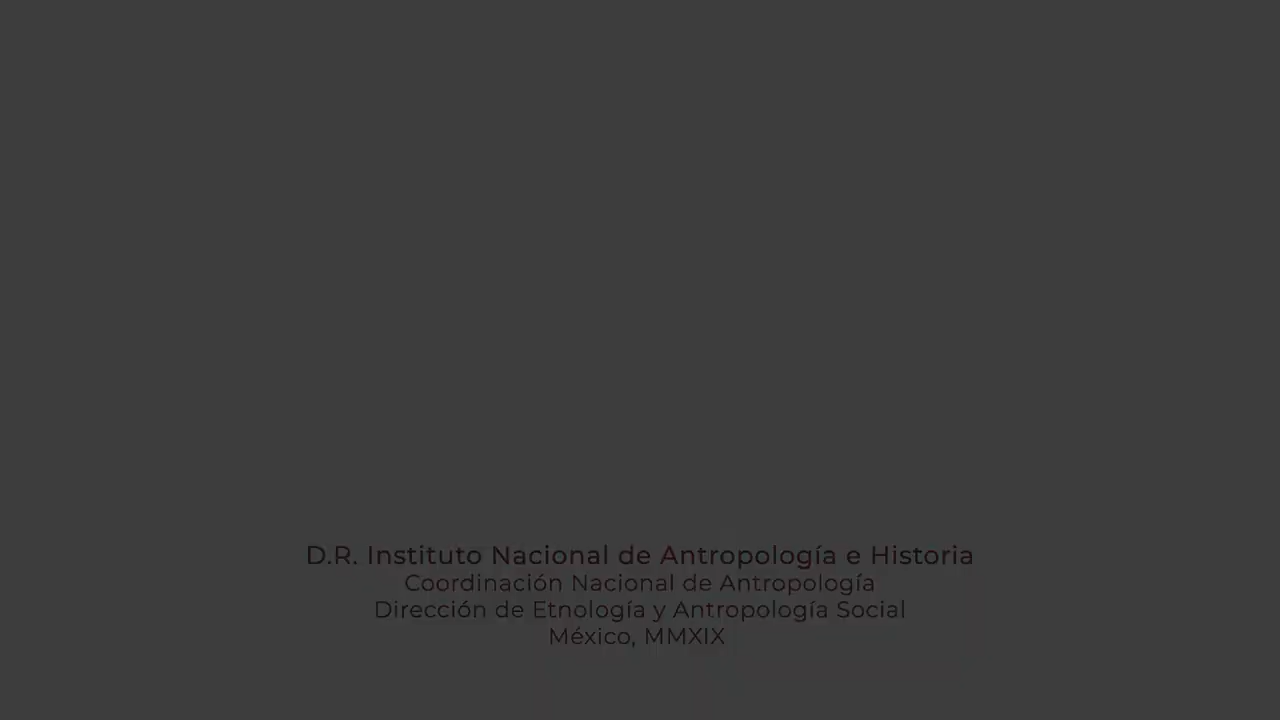 D.R. Instituto Nacional de Antropología e Historia
Coordinación Nacional de Antropología
Dirección de Etnología y Antropología Social
México, MMXIX